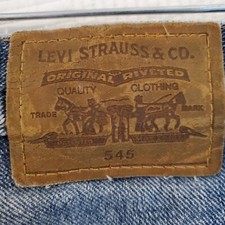 LEVI STRAUSS & CO.
ORIGINAL RIVETED
QUALITY CLOTHING
TRADE MARK
545